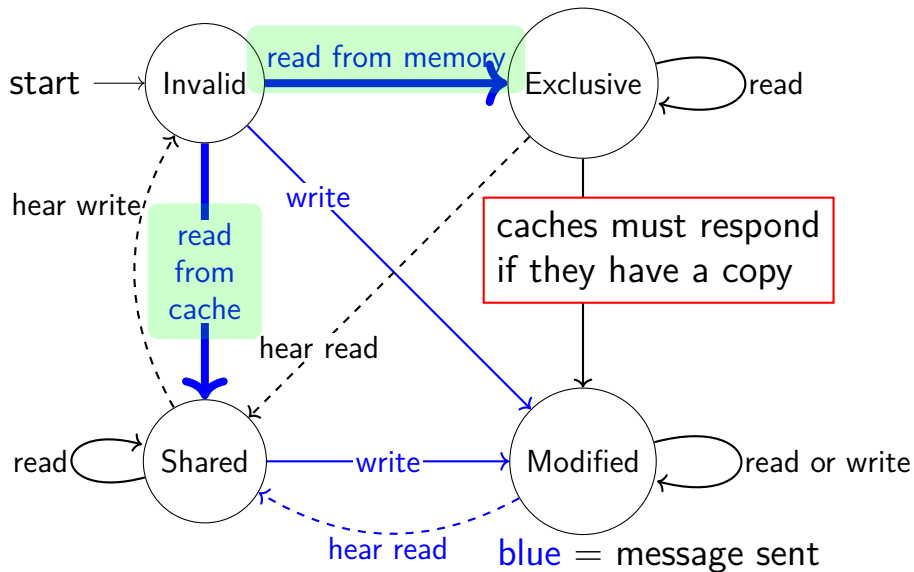 read from memory
start
Invalid
Exclusive
read
hear write
write
read
from
cache
caches must respond
if they have a copy
hear read
read
Shared
write
Modified
read or write
hear read
blue = message sent